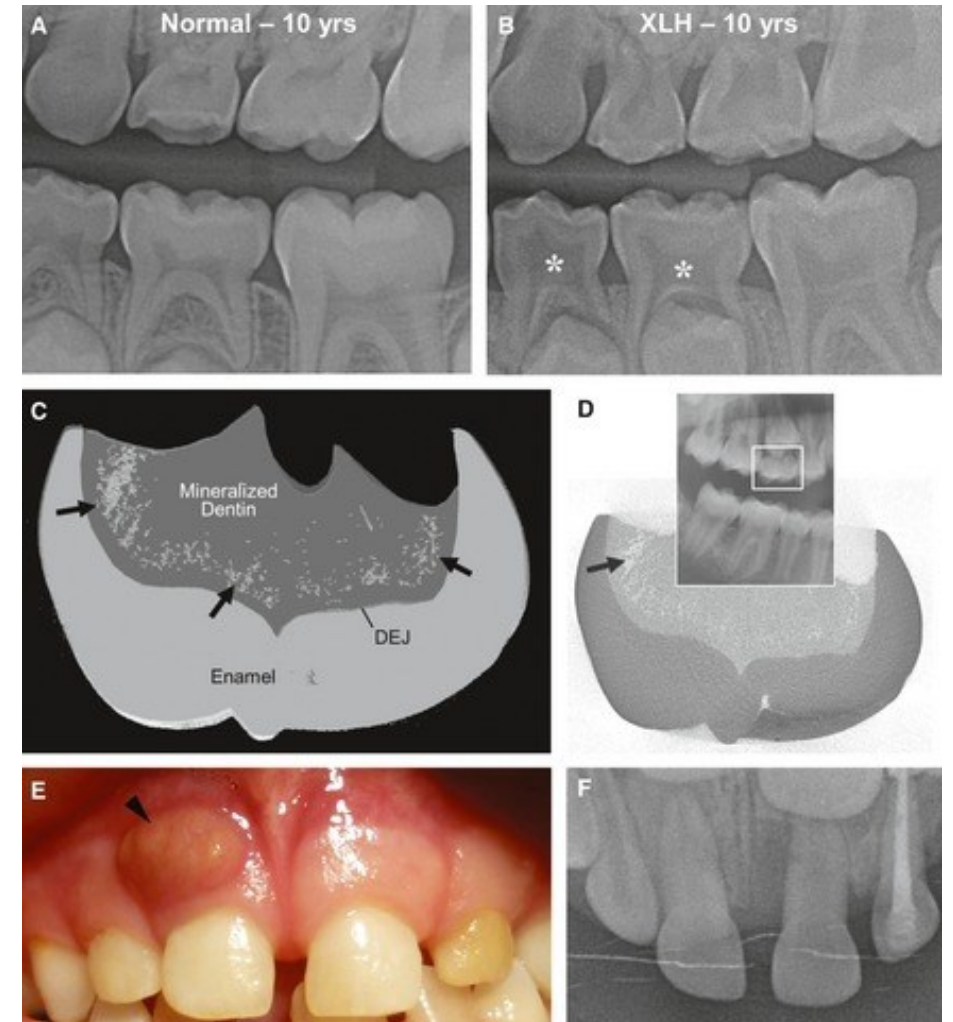 A
Normal – 10 yrs
B
XLH – 10 yrs
*
*
C
Mineralized
Dentin
DEJ
Enamel
D
E
F